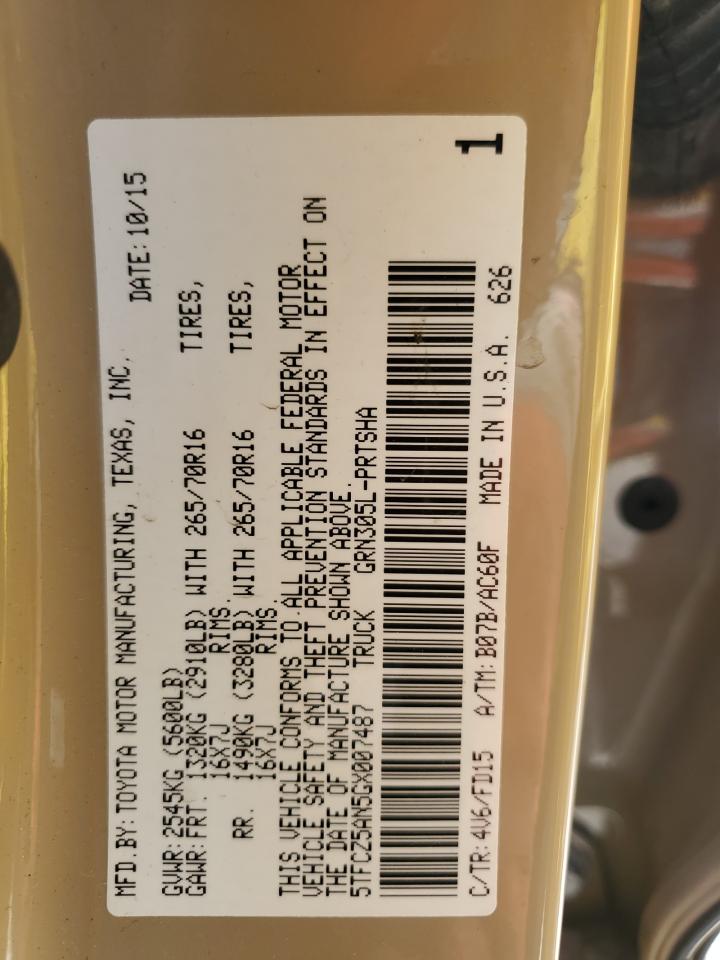 MFD.BY: TOYOTA MOTOR MANUFACTURING, TEXAS, INC. DATE: 10/15
GVWR: 2545KG (5600LB)
GAWR: FRT. 1320KG (2910LB) WITH 265/70R16 TIRES,
16X7J RIMS.
RR. 1490KG (3280LB) WITH 265/70R16 TIRES,
16X7J RIMS.
THIS VEHICLE CONFORMS TO ALL APPLICABLE FEDERAL MOTOR
VEHICLE SAFETY AND THEFT PREVENTION STANDARDS IN EFFECT ON
THE DATE OF MANUFACTURE SHOWN ABOVE.
5TFCZ5AN5GX007487 TRUCK GRN305L-PRTSHA
C/TR: 4V6/FD15 A/TM: B07B/AC60F MADE IN U.S.A. 626
1